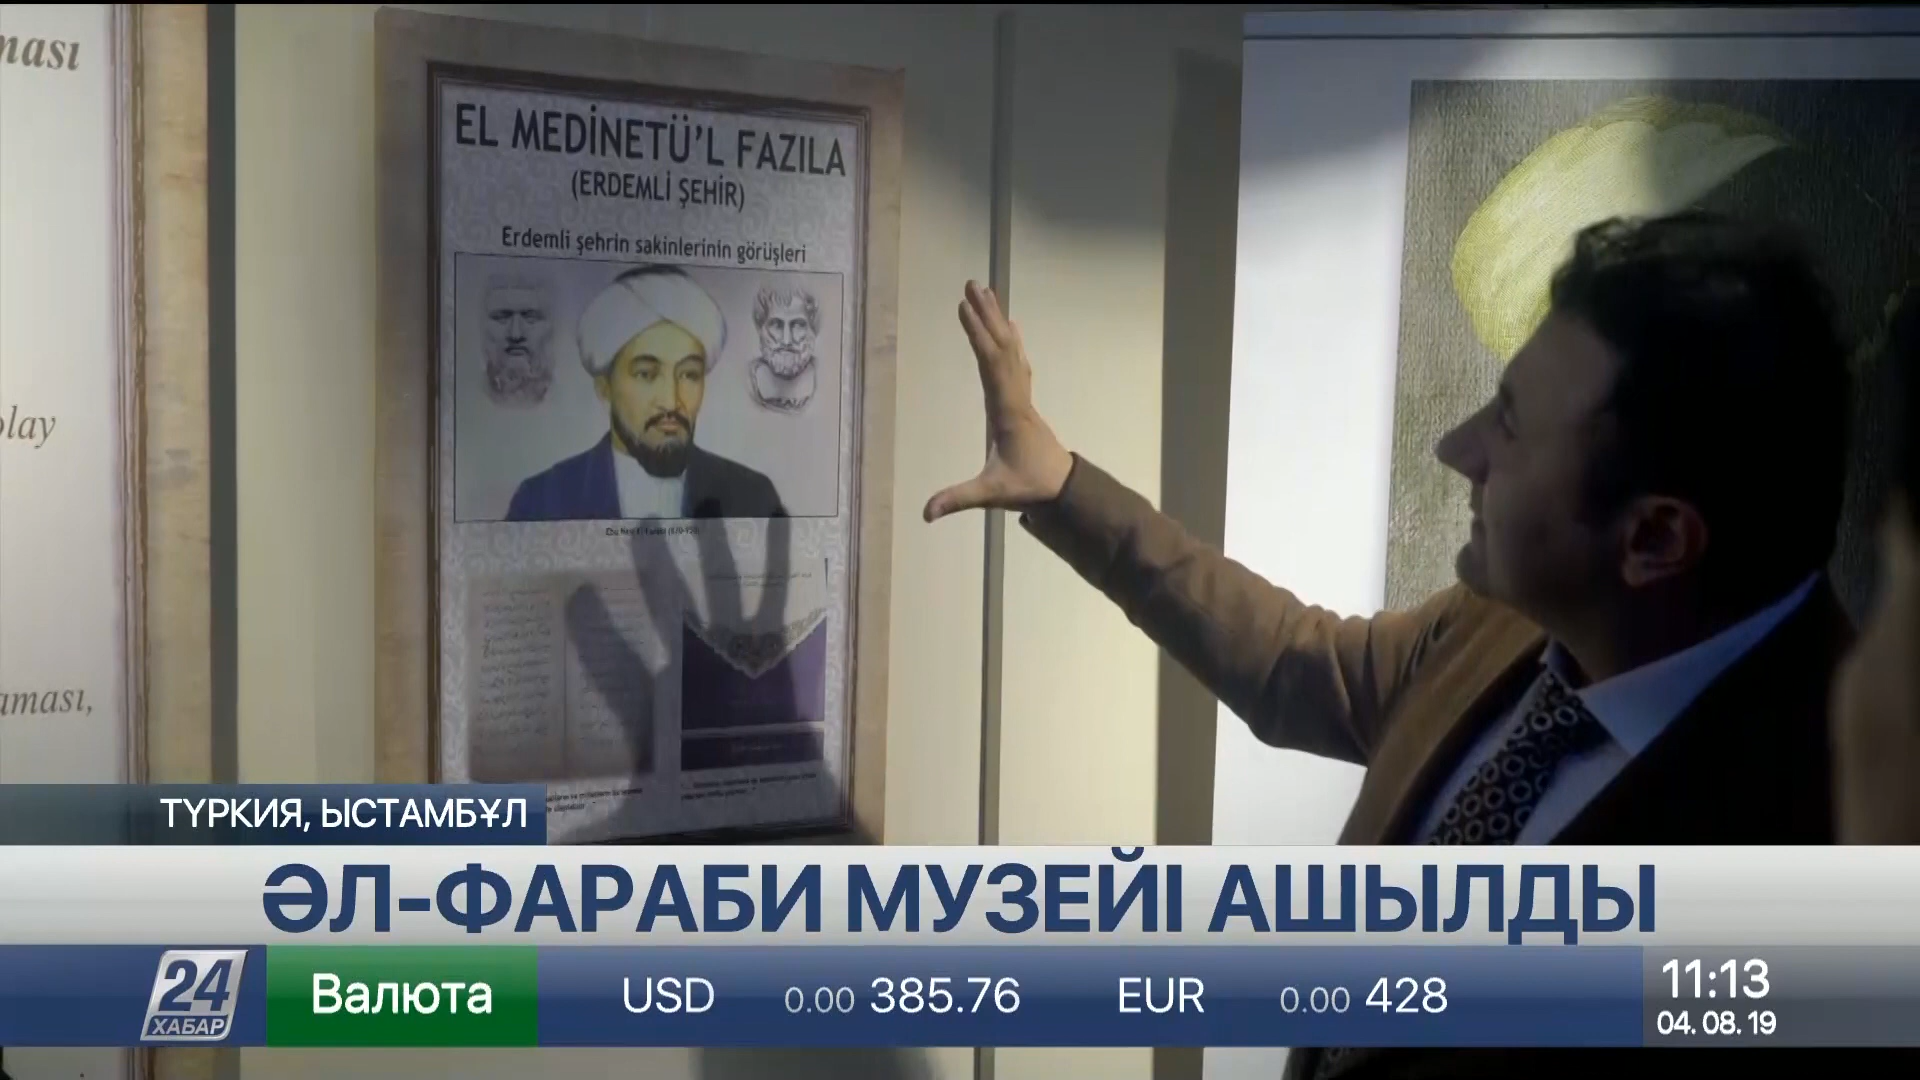 ması
olay
aması,
EL MEDİNETÜ'L FAZILA
(ERDEMLİ ŞEHİR)
Erdemli şehrin sakinlerinin görüşleri
ТҮРКИЯ, ЫСТАМБҰЛ
ӘЛ-ФАРАБИ МУЗЕЙІ АШЫЛДЫ
24 ХАБАР
Валюта USD 0.00 385.76 EUR 0.00 428
11:13
04. 08. 19